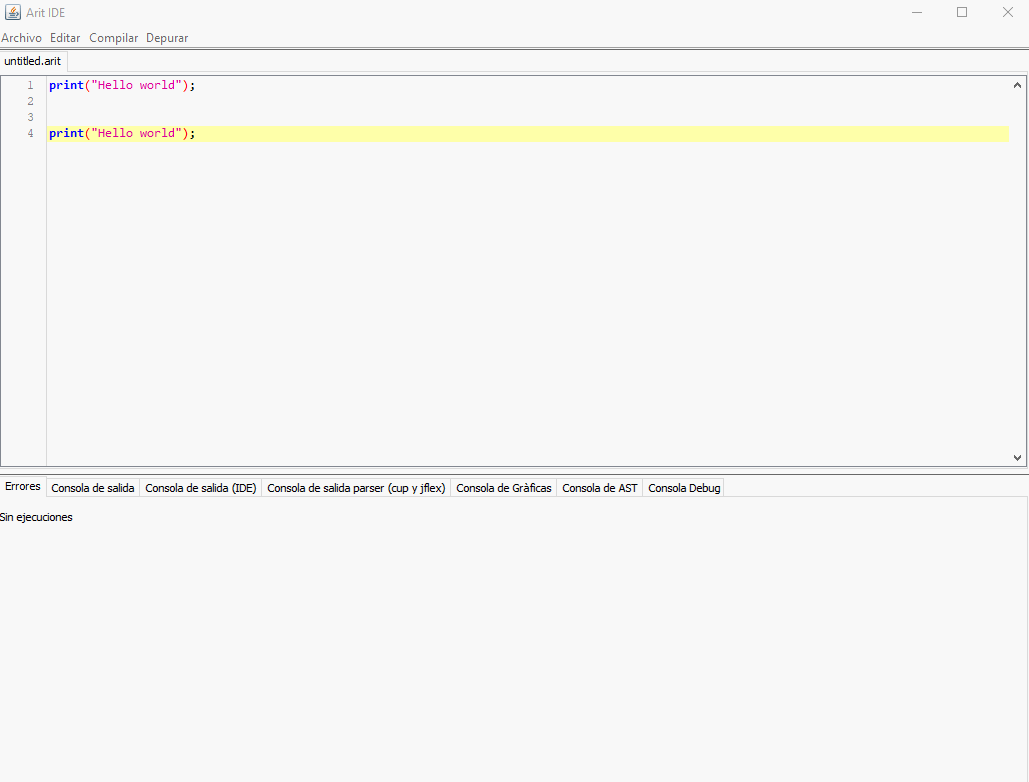 Arit IDE
Archivo Editar Compilar Depurar
untitled.arit
1 print("Hello world");
2
3
4 print("Hello world");
Errores Consola de salida Consola de salida (IDE) Consola de salida parser (cup y jflex) Consola de Gràficas Consola de AST Consola Debug
Sin ejecuciones